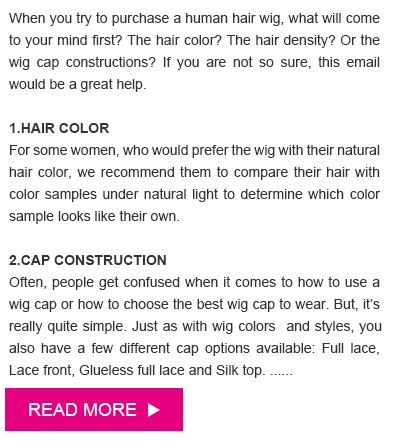 When you try to purchase a human hair wig, what will come
to your mind first? The hair color? The hair density? Or the
wig cap constructions? If you are not so sure, this email
would be a great help.
1.HAIR COLOR
For some women, who would prefer the wig with their natural
hair color, we recommend them to compare their hair with
color samples under natural light to determine which color
sample looks like their own.
2.CAP CONSTRUCTION
Often, people get confused when it comes to how to use a
wig cap or how to choose the best wig cap to wear. But, it's
really quite simple. Just as with wig colors  and styles, you
also have a few different cap options available: Full lace,
Lace front, Glueless full lace and Silk top. ......
READ MORE ▶